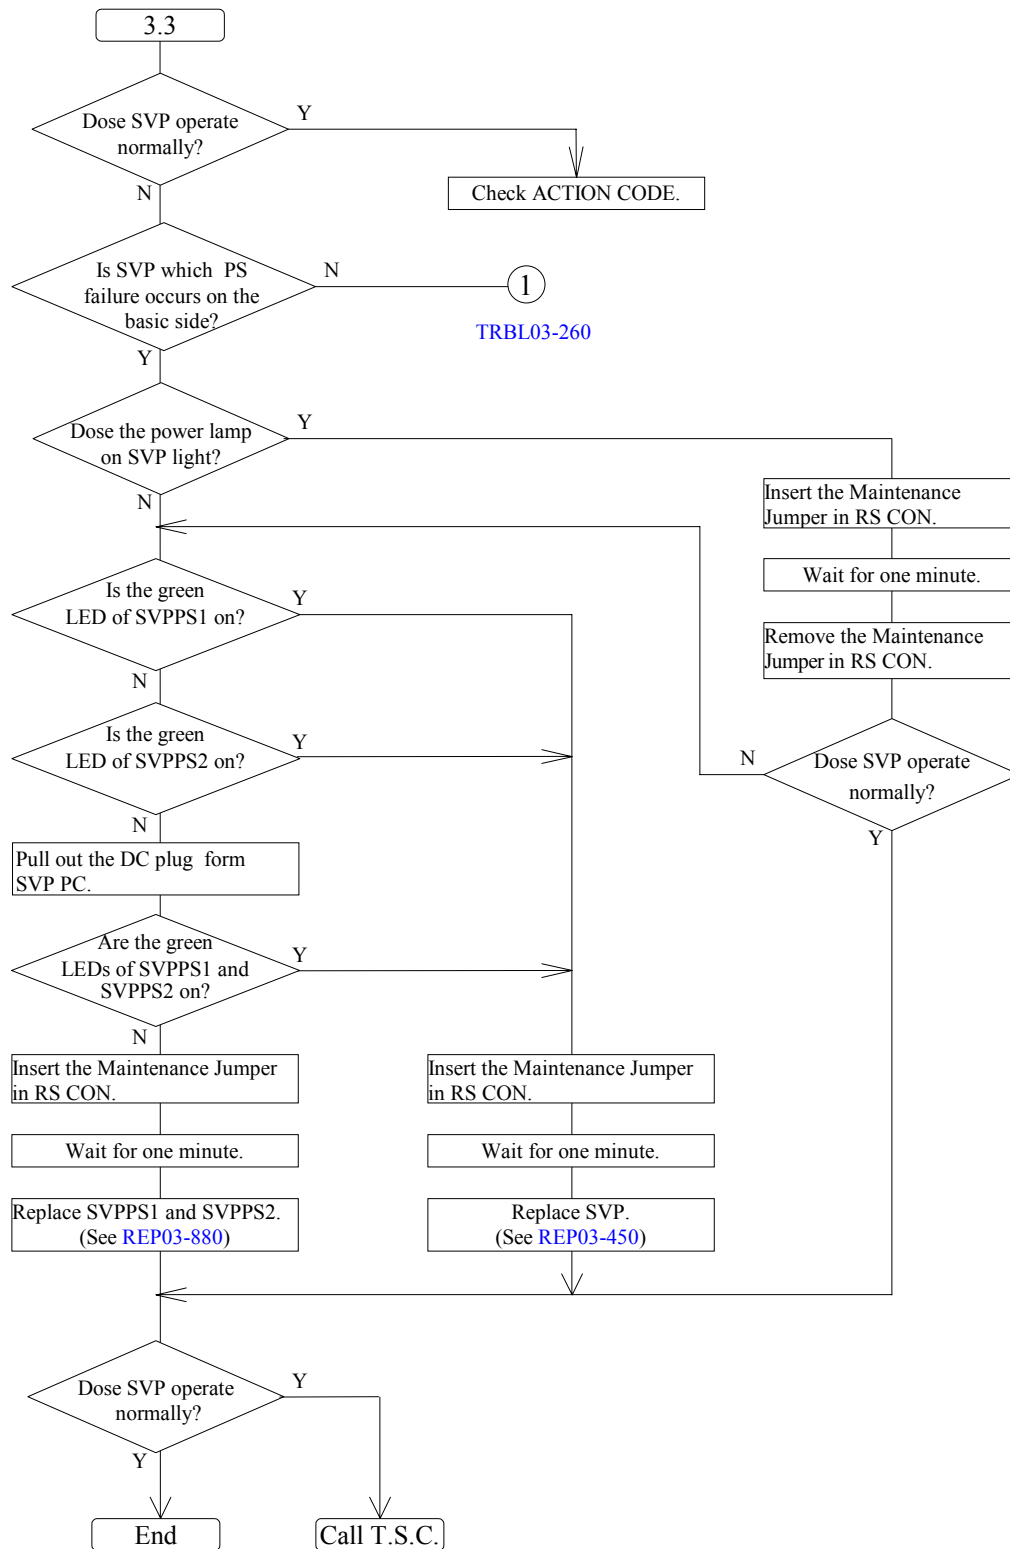 3.3
Dose SVP operate
normally?
Y
N
Check ACTION CODE.
Is SVP which PS
failure occurs on the
basic side?
N
1
TRBL03-260
Y
Dose the power lamp
on SVP light?
Y
N
Insert the Maintenance
Jumper in RS CON.
Wait for one minute.
Remove the Maintenance
Jumper in RS CON.
Dose SVP operate
normally?
N
Y
Is the green
LED of SVPPS1 on?
Y
N
Is the green
LED of SVPPS2 on?
Y
N
Pull out the DC plug form
SVP PC.
Are the green
LEDs of SVPPS1 and
SVPPS2 on?
Y
N
Insert the Maintenance Jumper
in RS CON.
Wait for one minute.
Replace SVPPS1 and SVPPS2.
(See REP03-880)
Insert the Maintenance Jumper
in RS CON.
Wait for one minute.
Replace SVP.
(See REP03-450)
Dose SVP operate
normally?
Y
Y
End
Call T.S.C.